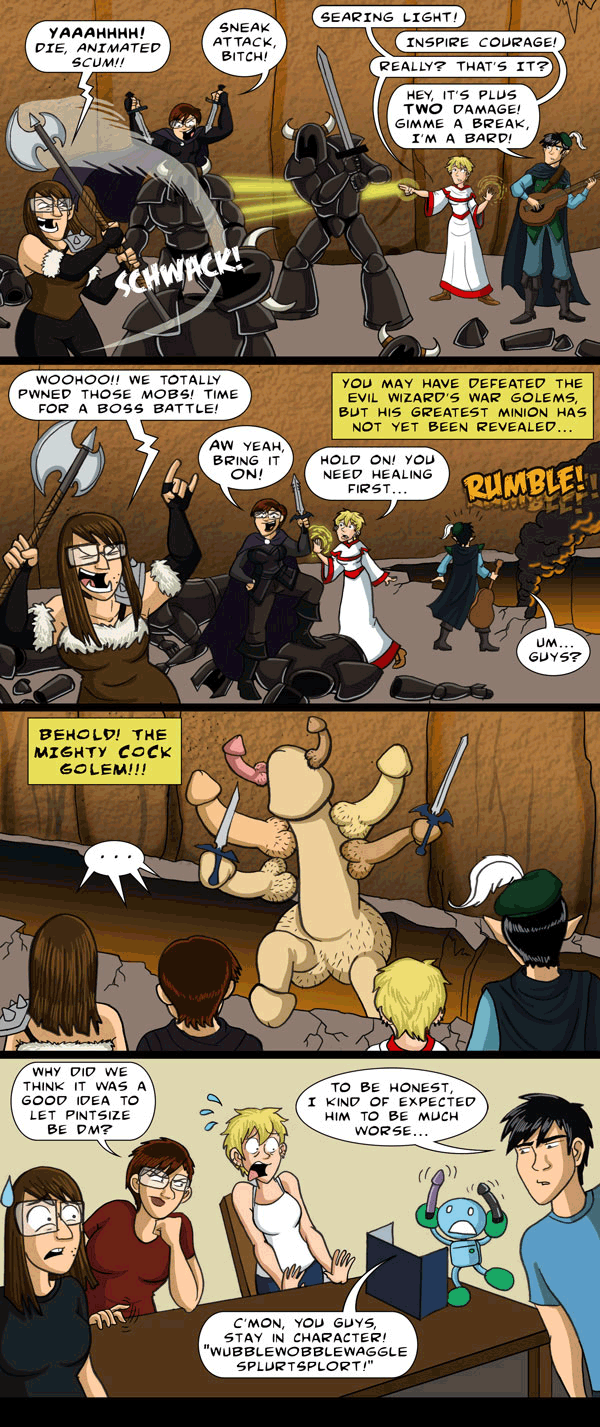 YAAAHHHH!
DIE, ANIMATED
SCUM!!
SNEAK
ATTACK,
BITCH!
SEARING LIGHT!
INSPIRE COURAGE!
REALLY? THAT'S IT?
HEY, IT'S PLUS
TWO DAMAGE!
GIMME A BREAK,
I'M A BARD!
SCHWACK!
WOOHOO!! WE TOTALLY
PWNED THOSE MOBS! TIME
FOR A BOSS BATTLE!
AW YEAH,
BRING IT
ON!
HOLD ON! YOU
NEED HEALING
FIRST...
YOU MAY HAVE DEFEATED THE
EVIL WIZARD'S WAR GOLEMS,
BUT HIS GREATEST MINION HAS
NOT YET BEEN REVEALED...
RUMBLE!
UM...
GUYS?
BEHOLD! THE
MIGHTY COCK
GOLEM!!!
...
WHY DID WE
THINK IT WAS A
GOOD IDEA TO
LET PINTSIZE
BE DM?
TO BE HONEST,
I KIND OF EXPECTED
HIM TO BE MUCH
WORSE...
C'MON, YOU GUYS,
STAY IN CHARACTER!
"WUBBLEWOBBLEWAGGLE
SPLURTSPLORT!"